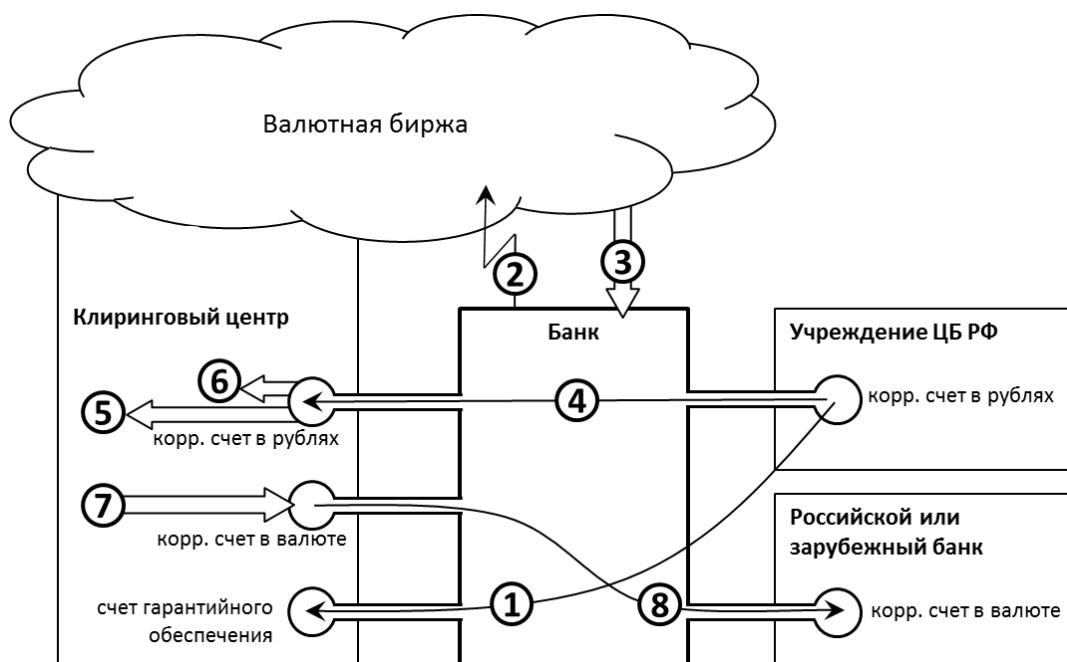 Валютная биржа
2
3
Клиринговый центр
Банк
Учреждение ЦБ РФ
6
5
4
корр. счет в рублях
корр. счет в рублях
7
корр. счет в валюте
Российской или
зарубежный банк
счет гарантийного
обеспечения
1
8
корр. счет в валюте